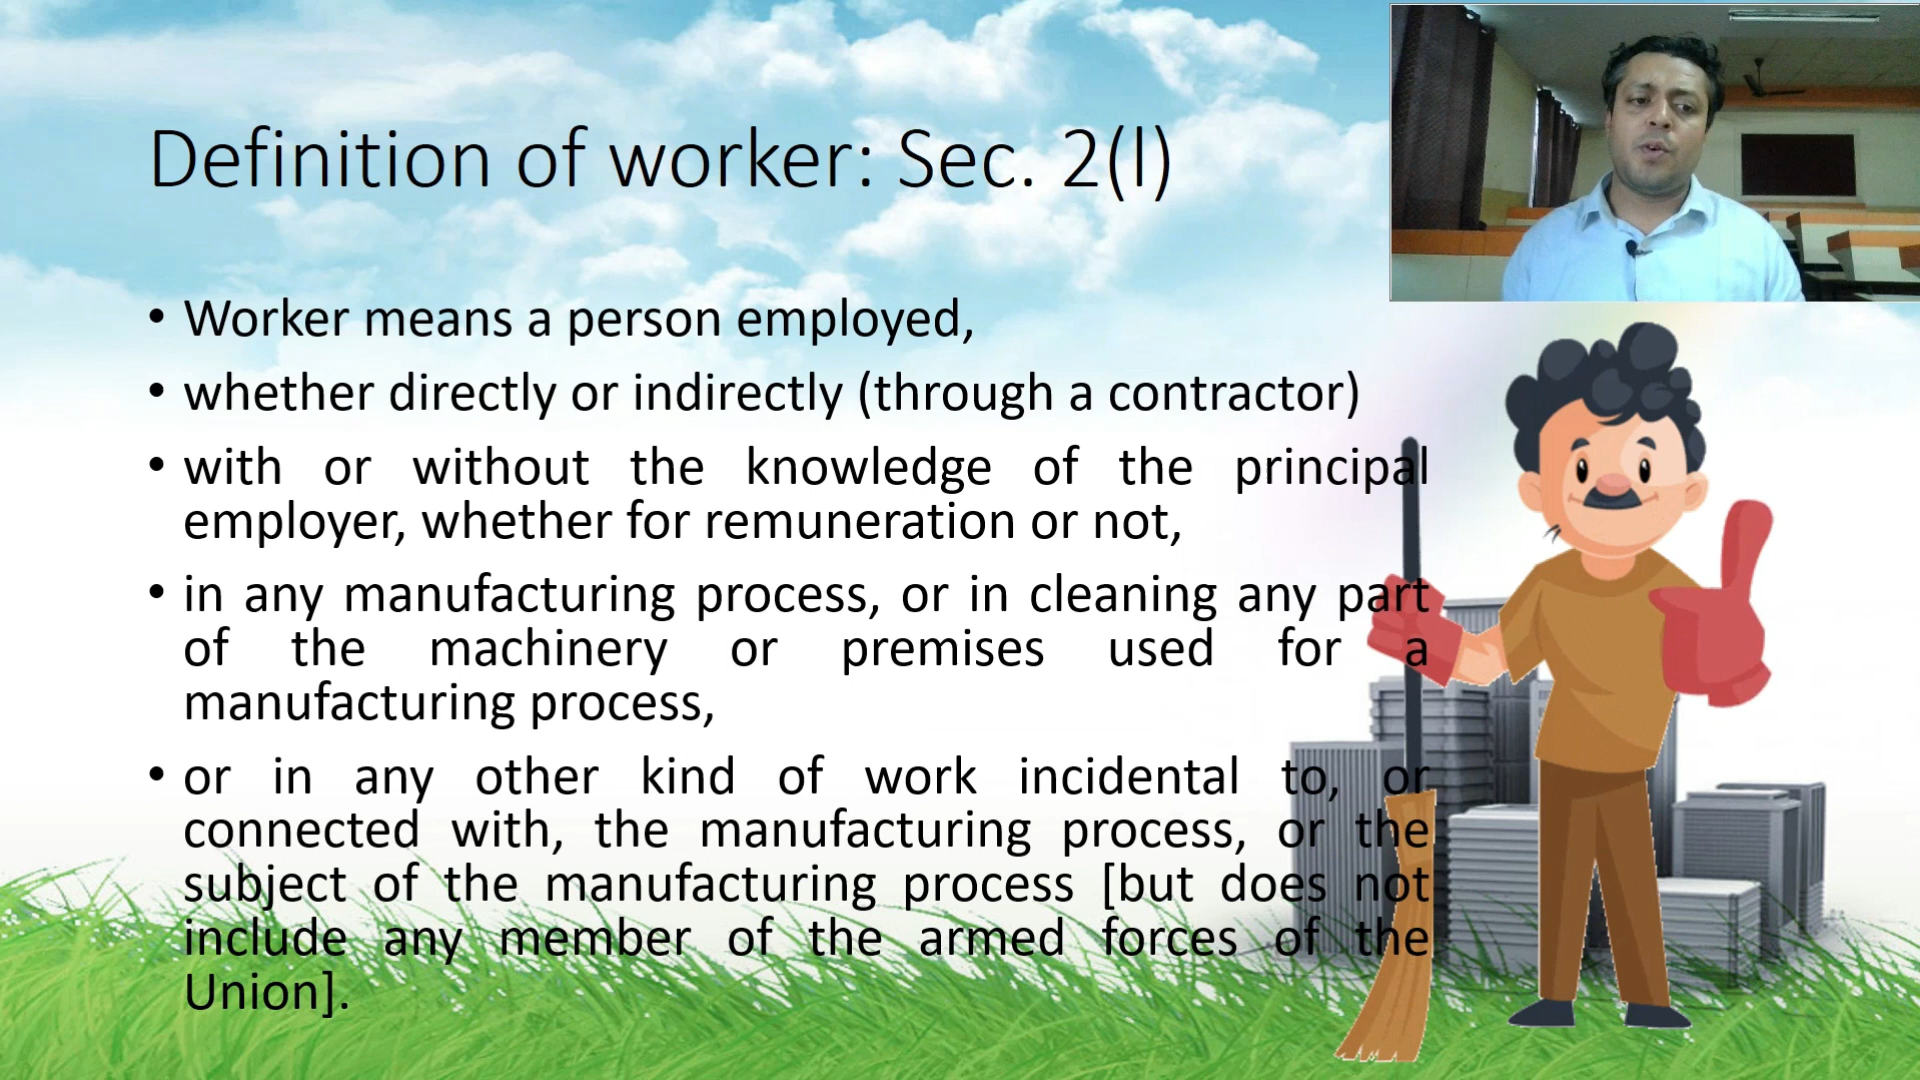 Definition of worker: Sec. 2(l)
• Worker means a person employed,
• whether directly or indirectly (through a contractor)
• with or without the knowledge of the principal
employer, whether for remuneration or not,
• in any manufacturing process, or in cleaning any part
of the machinery or premises used for a
manufacturing process,
• or in any other kind of work incidental to, or
connected with, the manufacturing process, or the
subject of the manufacturing process [but does not
include any member of the armed forces of the
Union].